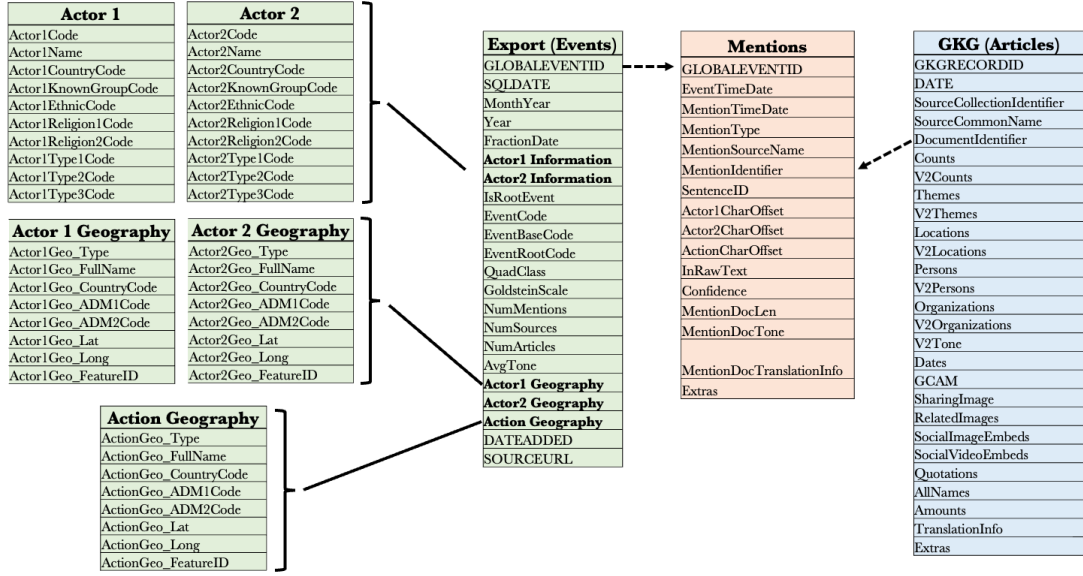 Actor 1
Actor1Code
Actor1Name
Actor1CountryCode
Actor1KnownGroupCode
Actor1EthnicCode
Actor1Religion1Code
Actor1Religion2Code
Actor1Type1Code
Actor1Type2Code
Actor1Type3Code
Actor 2
Actor2Code
Actor2Name
Actor2CountryCode
Actor2KnownGroupCode
Actor2EthnicCode
Actor2Religion1Code
Actor2Religion2Code
Actor2Type1Code
Actor2Type2Code
Actor2Type3Code
Actor 1 Geography
Actor1Geo_Type
Actor1Geo_FullName
Actor1Geo_CountryCode
Actor1Geo_ADM1Code
Actor1Geo_ADM2Code
Actor1Geo_Lat
Actor1Geo_Long
Actor1Geo_FeatureID
Actor 2 Geography
Actor2Geo_Type
Actor2Geo_FullName
Actor2Geo_CountryCode
Actor2Geo_ADM1Code
Actor2Geo_ADM2Code
Actor2Geo_Lat
Actor2Geo_Long
Actor2Geo_FeatureID
Action Geography
ActionGeo_Type
ActionGeo_FullName
ActionGeo_CountryCode
ActionGeo_ADM1Code
ActionGeo_ADM2Code
ActionGeo_Lat
ActionGeo_Long
ActionGeo_FeatureID
Export (Events)
GLOBALEVENTID
SQLDATE
MonthYear
Year
FractionDate
Actor1 Information
Actor2 Information
IsRootEvent
EventCode
EventBaseCode
EventRootCode
QuadClass
GoldsteinScale
NumMentions
NumSources
NumArticles
AvgTone
Actor1 Geography
Actor2 Geography
Action Geography
DATEADDED
SOURCEURL
Mentions
GLOBALEVENTID
EventTimeDate
MentionTimeDate
MentionType
MentionSourceName
MentionIdentifier
SentenceID
Actor1CharOffset
Actor2CharOffset
ActionCharOffset
InRawText
Confidence
MentionDocLen
MentionDocTone
MentionDocTranslationInfo
Extras
GKG (Articles)
GKGRECORDID
DATE
SourceCollectionIdentifier
SourceCommonName
DocumentIdentifier
Counts
V2Counts
Themes
V2Themes
Locations
V2Locations
Persons
V2Persons
Organizations
V2Organizations
V2Tone
Dates
GCAM
SharingImage
RelatedImages
SocialImageEmbeds
SocialVideoEmbeds
Quotations
AllNames
Amounts
TranslationInfo
Extras